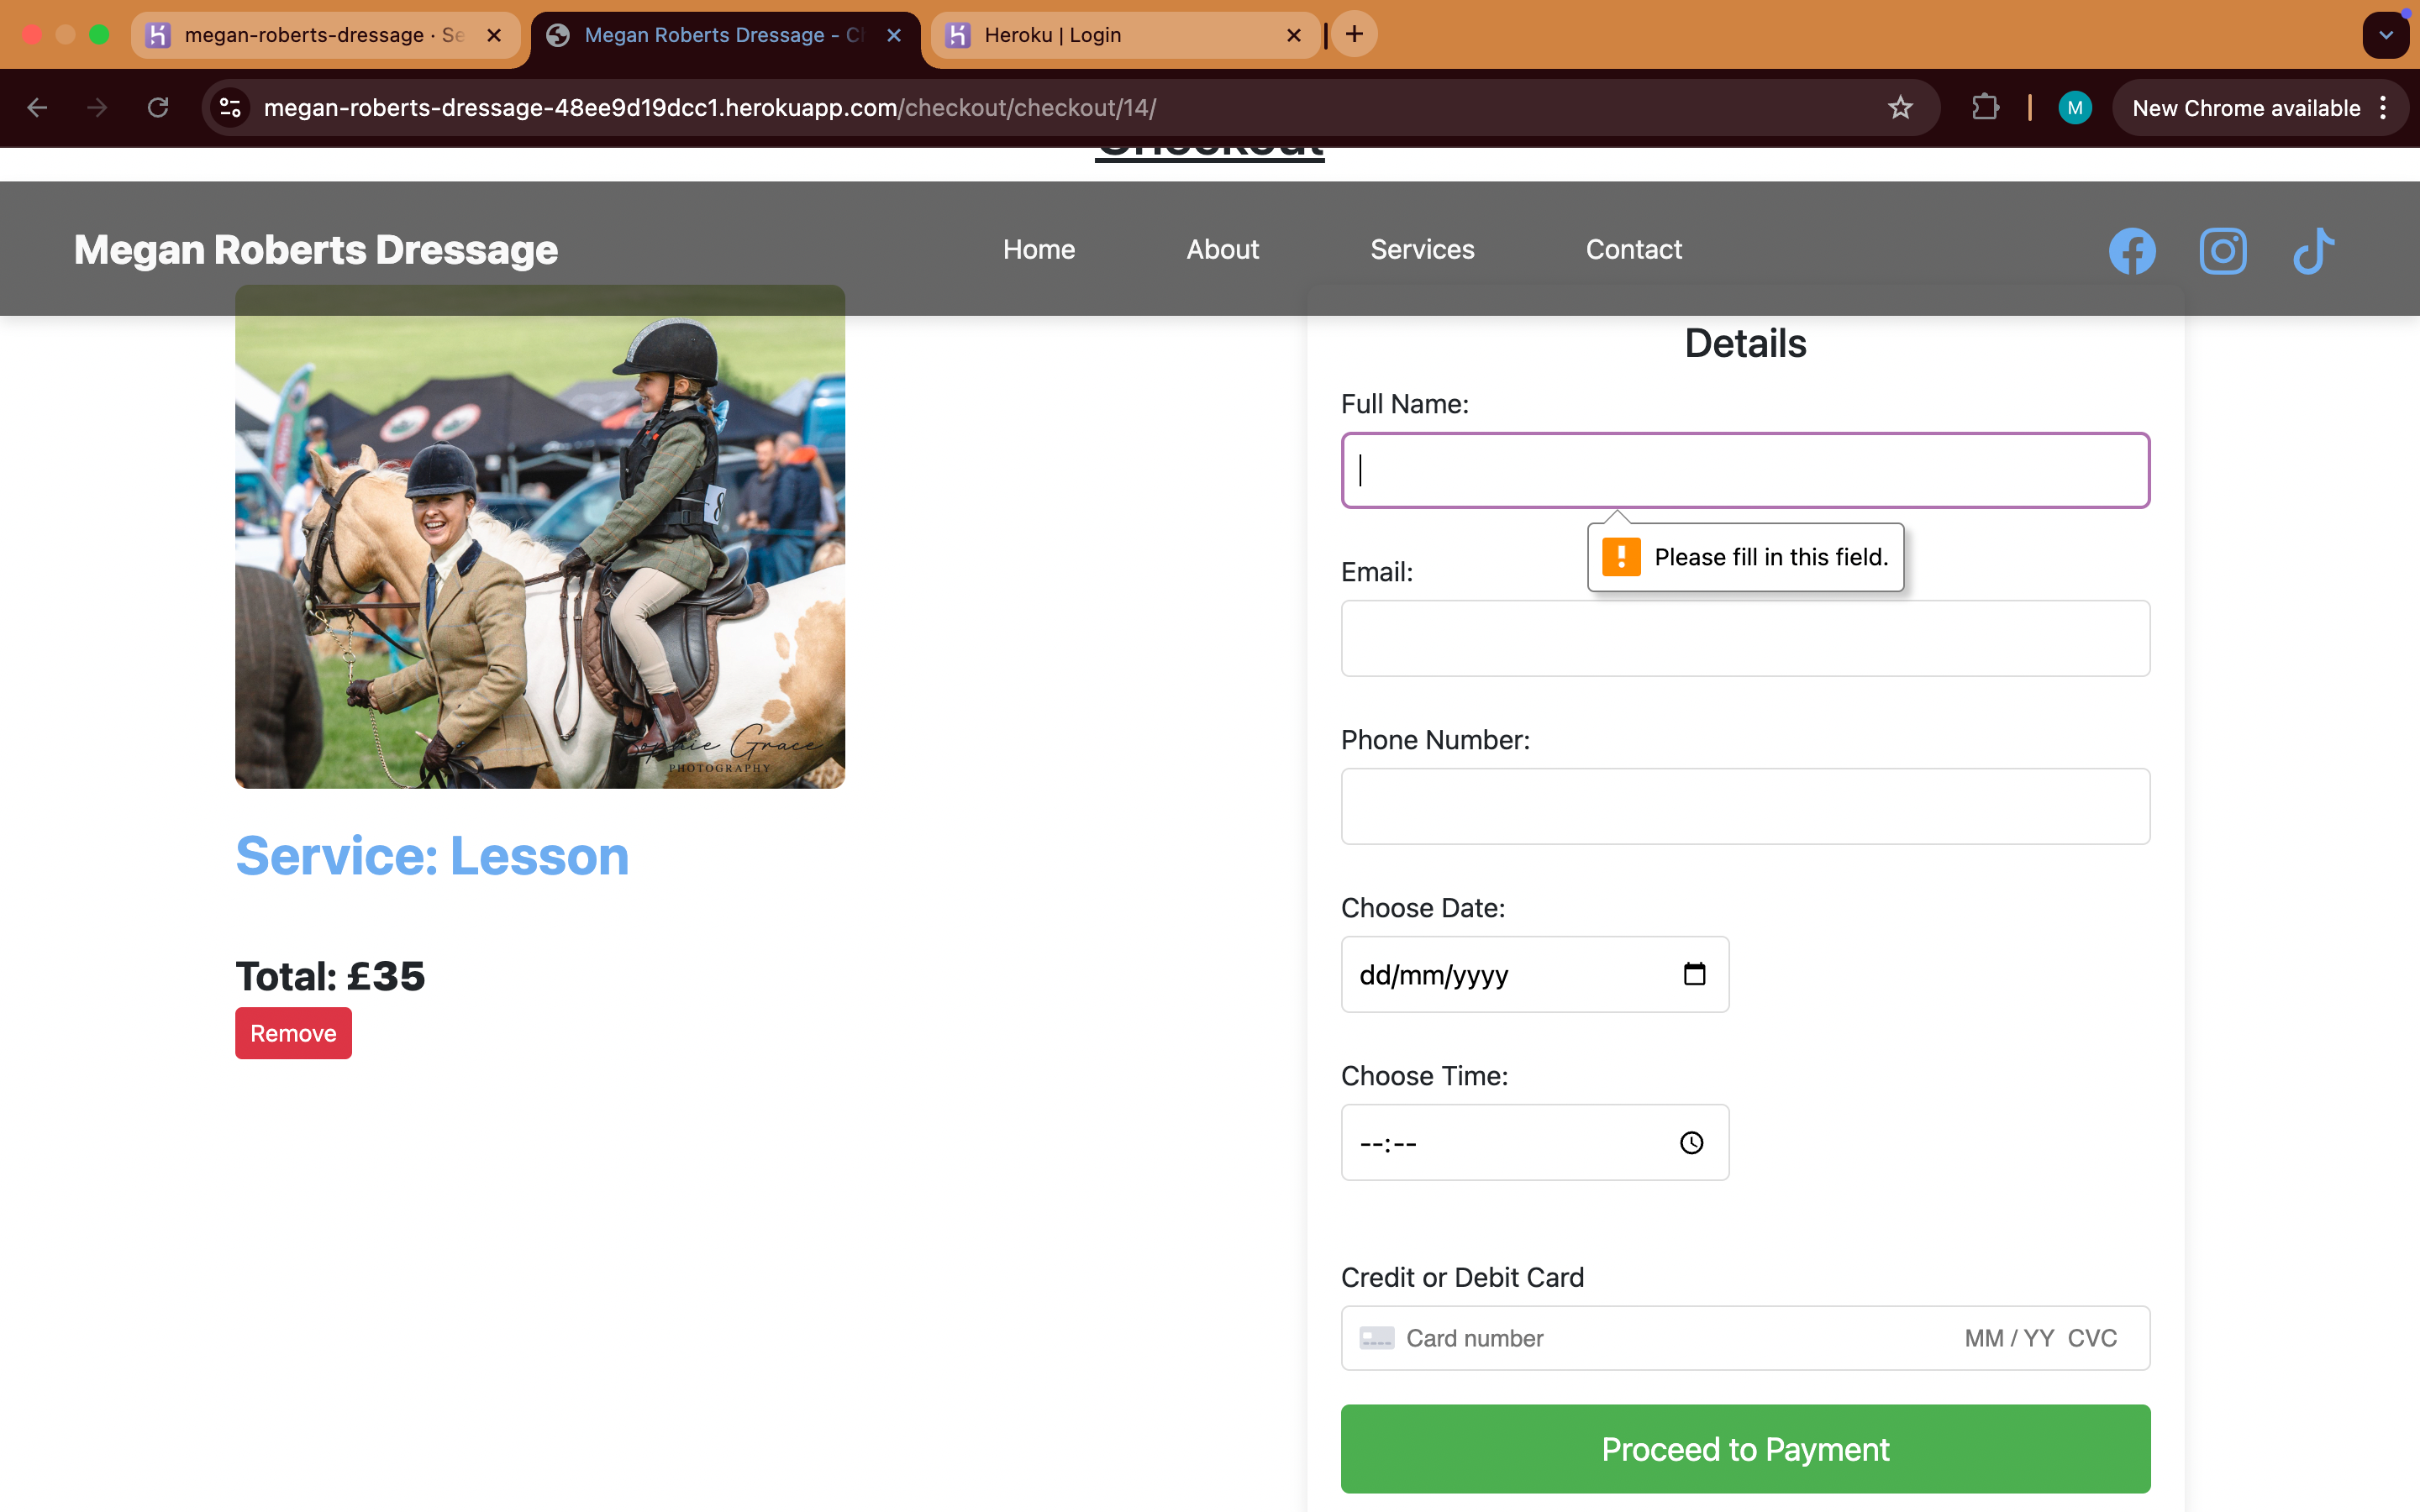 megan-roberts-dressage · Se
Megan Roberts Dressage - C
Heroku | Login
megan-roberts-dressage-48ee9d19dcc1.herokuapp.com/checkout/checkout/14/
M
New Chrome available
Checkout
Megan Roberts Dressage
Home
About
Services
Contact
8
Sophie Grace
PHOTOGRAPHY
Service: Lesson
Total: £35
Remove
Details
Full Name:
Please fill in this field.
Email:
Phone Number:
Choose Date:
dd/mm/yyyy
Choose Time:
--:--
Credit or Debit Card
Card number MM / YY CVC
Proceed to Payment